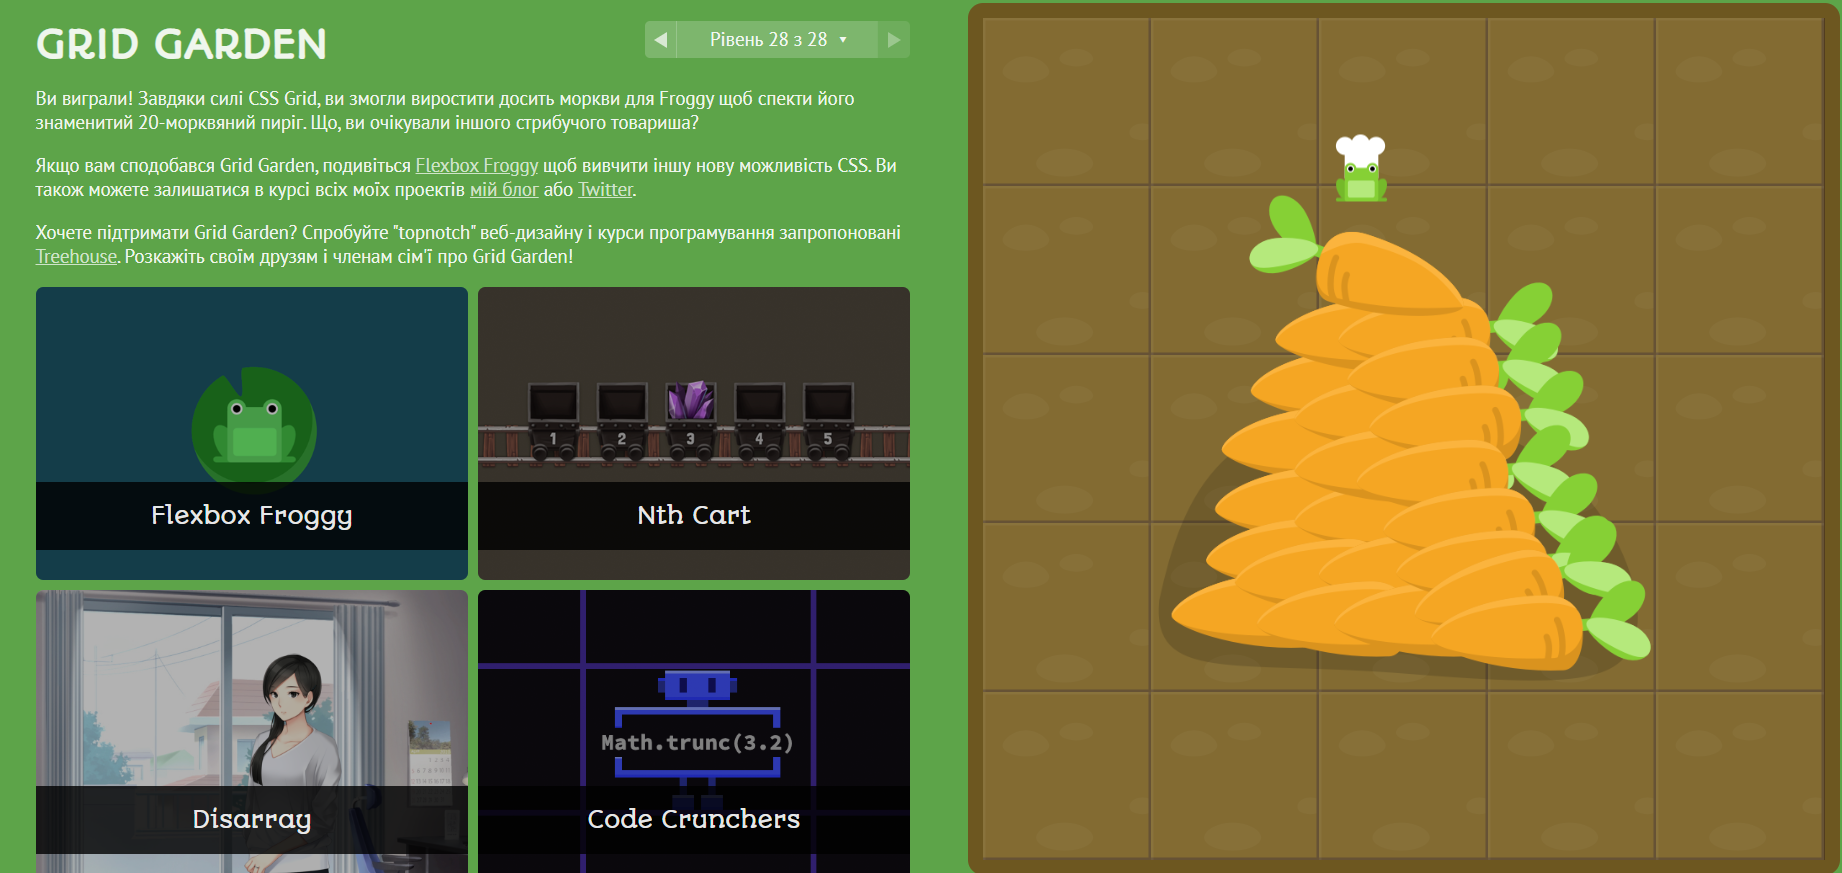 GRID GARDEN
Рівень 28 з 28
Ви виграли! Завдяки силі CSS Grid, ви змогли виростити досить моркви для Froggy щоб спекти його
знаменитий 20-морквяний пиріг. Що, ви очікували іншого стрибучого товариша?
Якщо вам сподобався Grid Garden, подивіться Flexbox Froggy щоб вивчити іншу нову можливість CSS. Ви
також можете залишатися в курсі всіх моїх проектів мій блог або Twitter.
Хочете підтримати Grid Garden? Спробуйте "topnotch" веб-дизайну і курси програмування запропоновані
Treehouse. Розкажіть своїм друзям і членам сім'ї про Grid Garden!
1 2 3 4 5
Flexbox Froggy
Nth Cart
Math.trunc(3.2)
Disarray
Code Crunchers